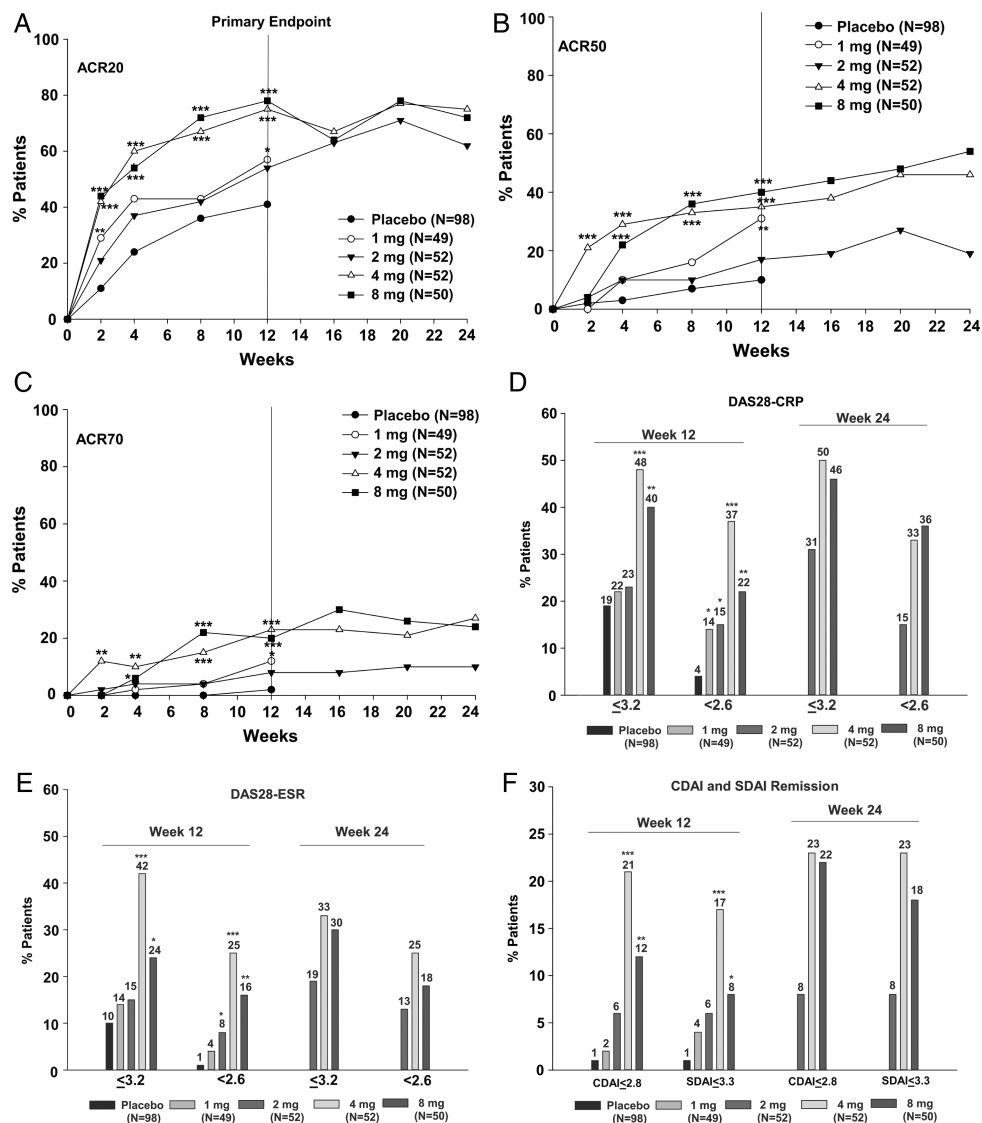 A
Primary Endpoint
ACR20
% Patients
100
80
60
40
20
0
***
***
**
***
***
***
***
***
***
*
Placebo (N=98)
1 mg (N=49)
2 mg (N=52)
4 mg (N=52)
8 mg (N=50)
0 2 4 6 8 10 12 14 16 18 20 22 24
Weeks
B
ACR50
% Patients
100
80
60
40
20
0
***
***
***
***
***
***
***
**
Placebo (N=98)
1 mg (N=49)
2 mg (N=52)
4 mg (N=52)
8 mg (N=50)
0 2 4 6 8 10 12 14 16 18 20 22 24
Weeks
C
ACR70
% Patients
100
80
60
40
20
0
**
**
*
***
***
***
***
*
Placebo (N=98)
1 mg (N=49)
2 mg (N=52)
4 mg (N=52)
8 mg (N=50)
0 2 4 6 8 10 12 14 16 18 20 22 24
Weeks
D
DAS28-CRP
Week 12
Week 24
% Patients
60
50
40
30
20
10
0
19 22 23 *** 48 ** 40
4 * 14 * 15 *** 37 ** 22
31 50 46
15 33 36
≤3.2 <2.6 ≤3.2 <2.6
Placebo 1 mg 2 mg 4 mg 8 mg
(N=98) (N=49) (N=52) (N=52) (N=50)
E
DAS28-ESR
Week 12
Week 24
% Patients
60
50
40
30
20
10
0
10 14 15 *** 42 * 24
1 4 * 8 *** 25 ** 16
19 33 30
13 25 18
≤3.2 <2.6 ≤3.2 <2.6
Placebo 1 mg 2 mg 4 mg 8 mg
(N=98) (N=49) (N=52) (N=52) (N=50)
F
CDAI and SDAI Remission
Week 12
Week 24
% Patients
30
25
20
15
10
5
0
1 2 6 *** 21 ** 12
1 4 6 *** 17 * 8
8 23 22
8 23 18
CDAI≤2.8 SDAI≤3.3 CDAI≤2.8 SDAI≤3.3
Placebo 1 mg 2 mg 4 mg 8 mg
(N=98) (N=49) (N=52) (N=52) (N=50)